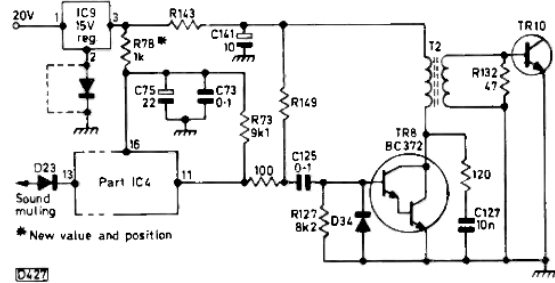 20V
1
IC9
15V
reg.
3
2
R143
R78 *
1k
C141
10
T2
TR10
R132
47
C75
22
C73
0·1
R73
9k1
R149
TR8
BC372
16
D23
13
Part IC4
11
100
C125
0·1
120
Sound
muting
R127
8k2
D34
C127
10n
* New value and position
D427